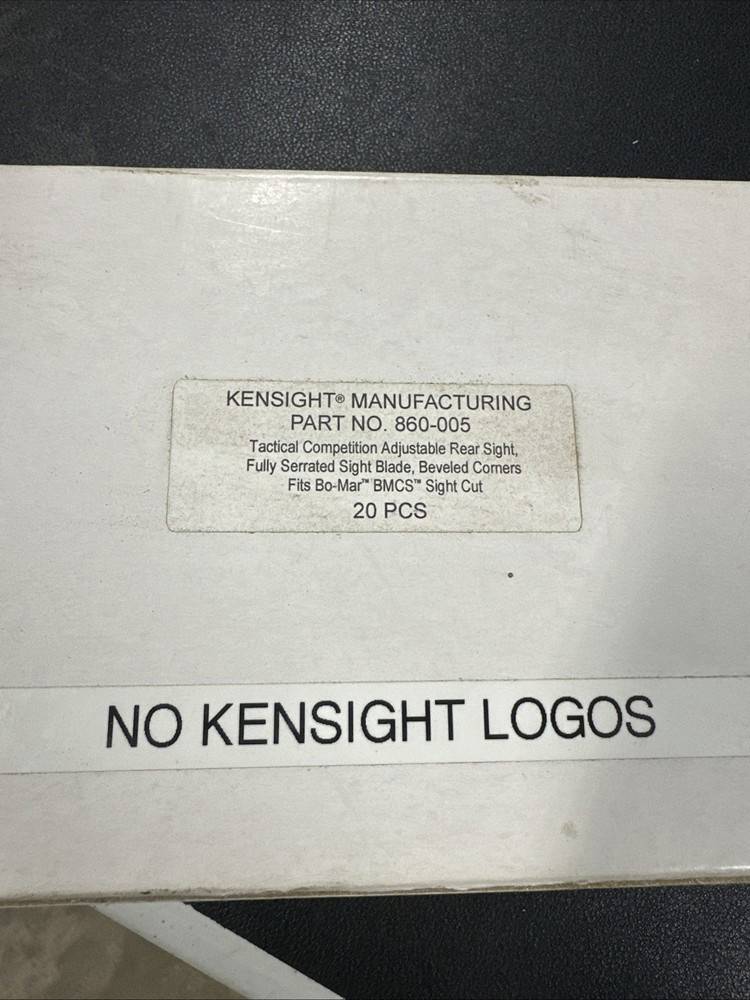 KENSIGHT® MANUFACTURING
PART NO. 860-005
Tactical Competition Adjustable Rear Sight,
Fully Serrated Sight Blade, Beveled Corners
Fits Bo-Mar™ BMCS™ Sight Cut
20 PCS
NO KENSIGHT LOGOS